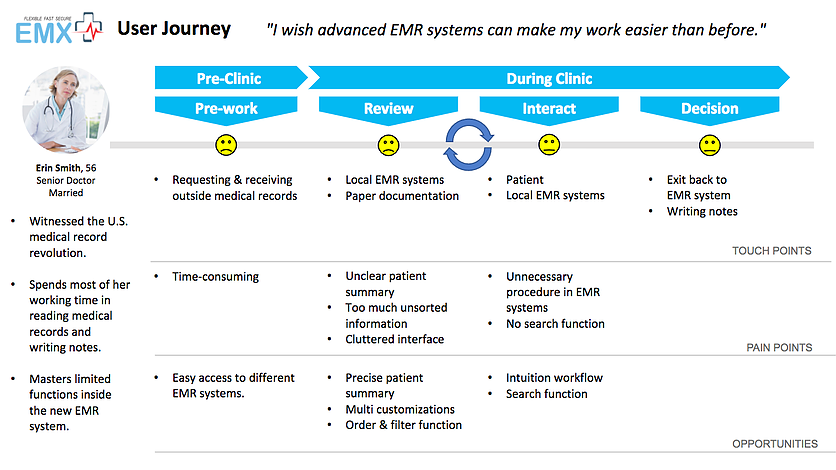 FLEXIBLE FAST SECURE
EMX
User Journey
"I wish advanced EMR systems can make my work easier than before."
Pre-Clinic
During Clinic
Pre-work
Review
Interact
Decision
Erin Smith, 56
Senior Doctor
Married
• Witnessed the U.S.
medical record
revolution.
• Spends most of her
working time in
reading medical
records and
writing notes.
• Masters limited
functions inside
the new EMR
system.
• Requesting & receiving
outside medical records
• Local EMR systems
• Paper documentation
• Patient
• Local EMR systems
• Exit back to
EMR system
• Writing notes
TOUCH POINTS
• Time-consuming
• Unclear patient
summary
• Too much unsorted
information
• Cluttered interface
• Unnecessary
procedure in EMR
systems
• No search function
PAIN POINTS
• Easy access to different
EMR systems.
• Precise patient
summary
• Multi customizations
• Order & filter function
• Intuition workflow
• Search function
OPPORTUNITIES